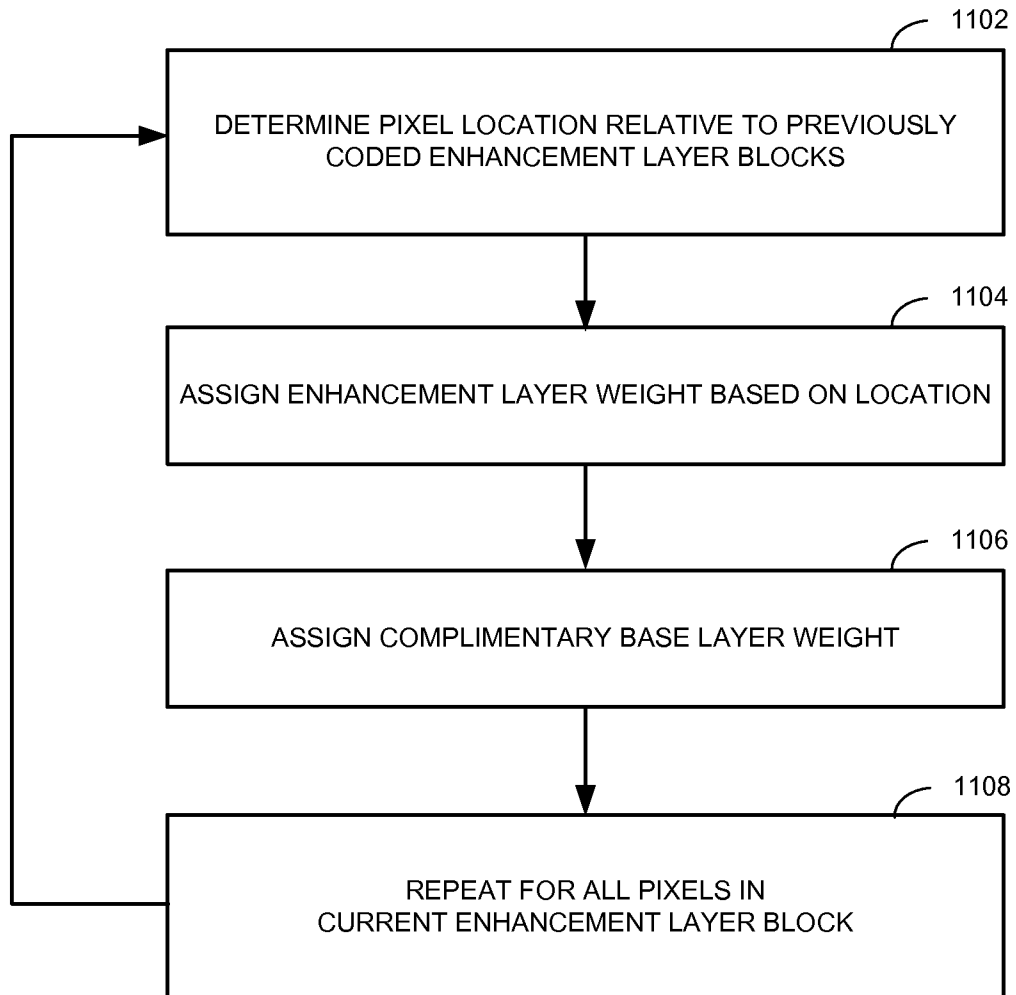 1102
DETERMINE PIXEL LOCATION RELATIVE TO PREVIOUSLY
CODED ENHANCEMENT LAYER BLOCKS
1104
ASSIGN ENHANCEMENT LAYER WEIGHT BASED ON LOCATION
1106
ASSIGN COMPLIMENTARY BASE LAYER WEIGHT
1108
REPEAT FOR ALL PIXELS IN
CURRENT ENHANCEMENT LAYER BLOCK